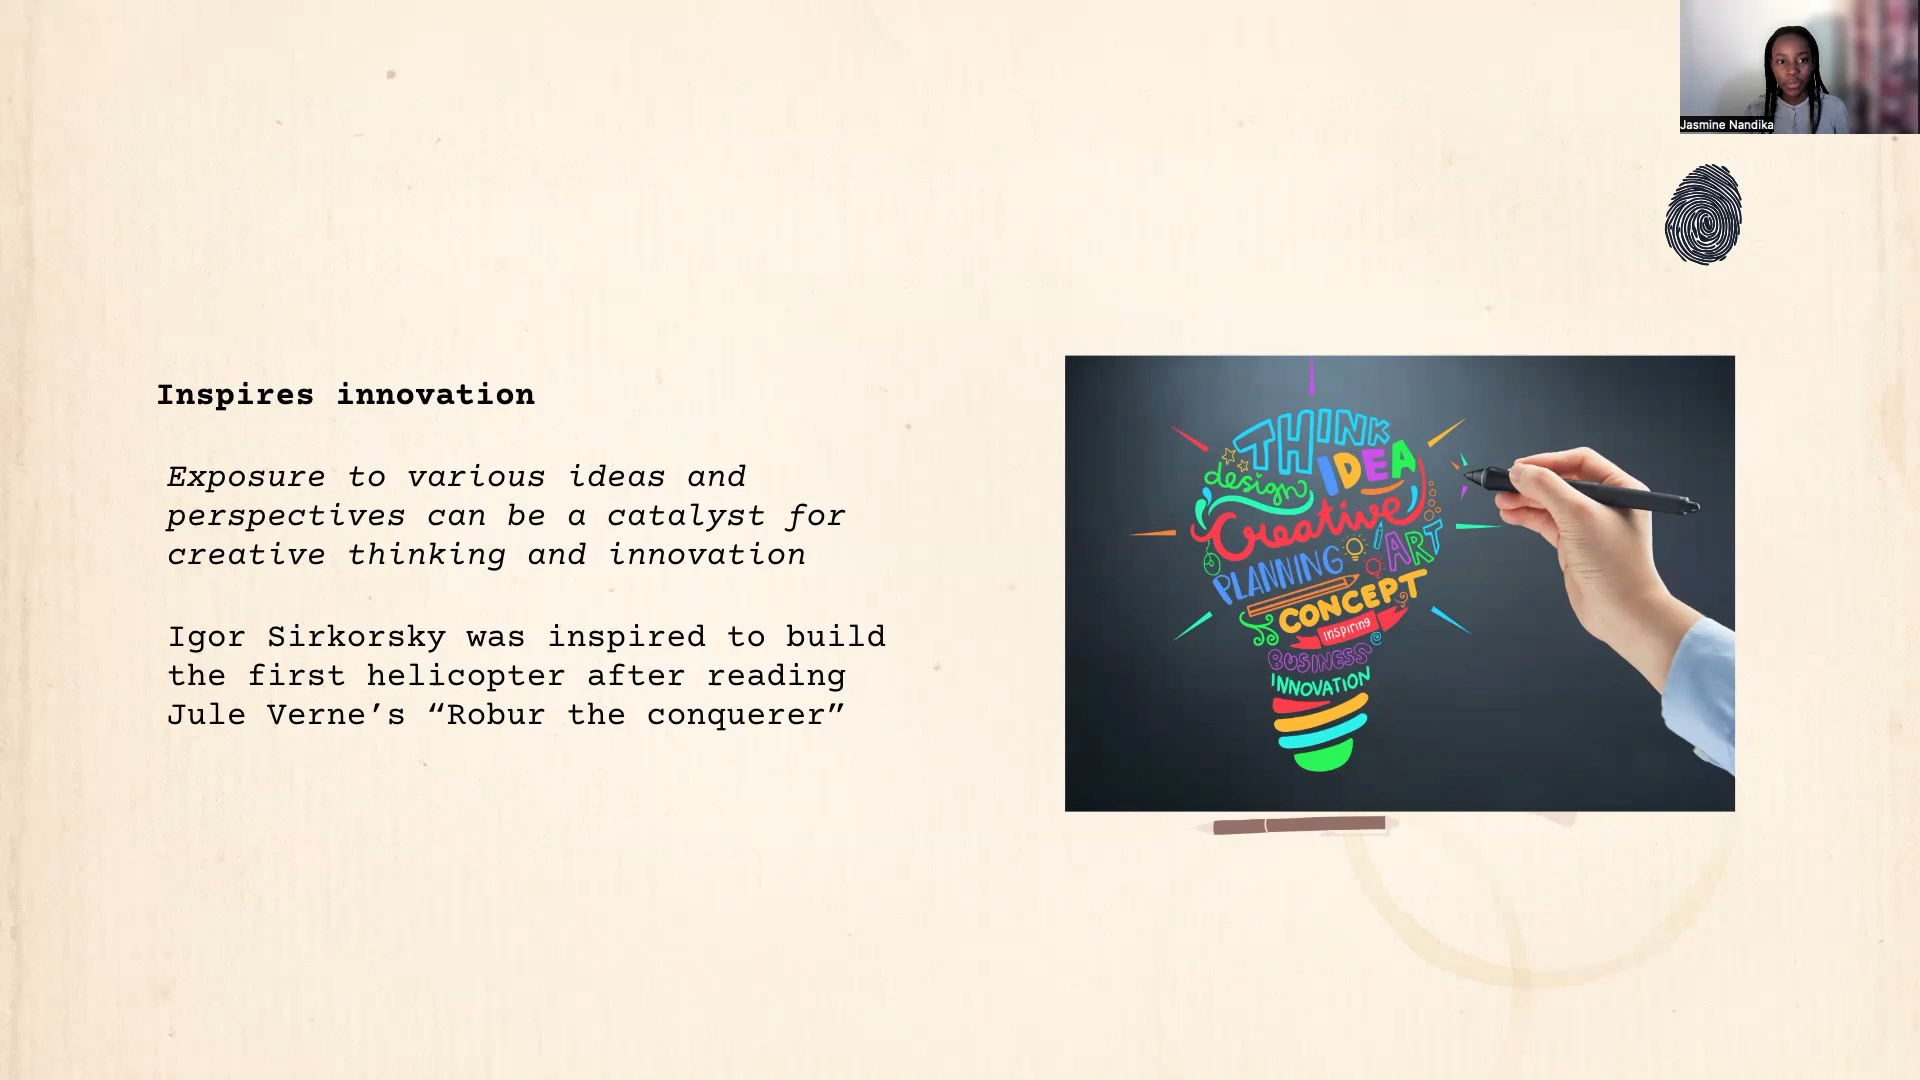 Jasmine Nandika
Inspires innovation
Exposure to various ideas and
perspectives can be a catalyst for
creative thinking and innovation
Igor Sirkorsky was inspired to build
the first helicopter after reading
Jule Verne’s “Robur the conquerer”
THINK
IDEA
design
Creative
ART
PLANNING
CONCEPT
inspiring
BUSINESS
INNOVATION